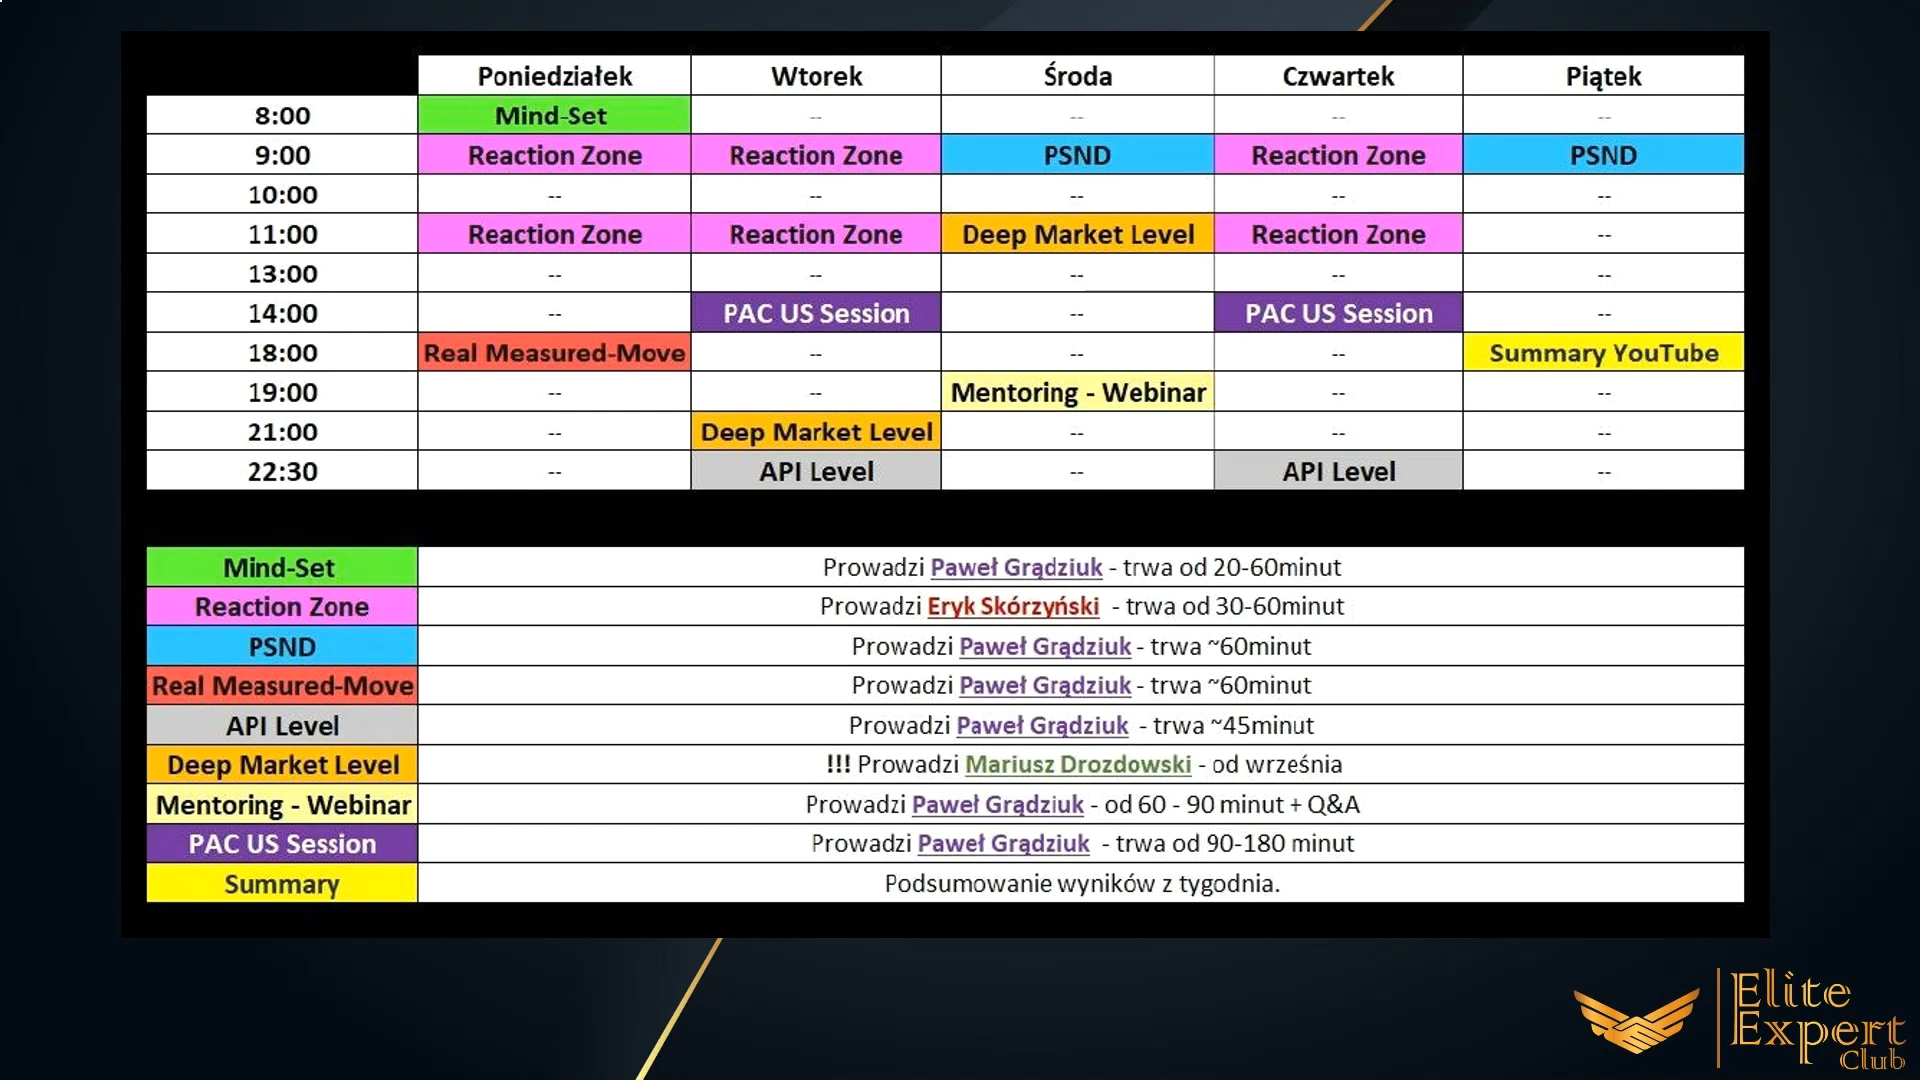 Poniedziałek Wtorek Środa Czwartek Piątek
8:00 Mind-Set -- -- -- --
9:00 Reaction Zone Reaction Zone PSND Reaction Zone PSND
10:00 -- -- -- -- --
11:00 Reaction Zone Reaction Zone Deep Market Level Reaction Zone --
13:00 -- -- -- -- --
14:00 -- PAC US Session -- PAC US Session --
18:00 Real Measured-Move -- -- -- Summary YouTube
19:00 -- -- Mentoring - Webinar -- --
21:00 -- Deep Market Level -- -- --
22:30 -- API Level -- API Level --
Mind-Set Prowadzi Paweł Grądziuk - trwa od 20-60minut
Reaction Zone Prowadzi Eryk Skórzyński - trwa od 30-60minut
PSND Prowadzi Paweł Grądziuk - trwa ~60minut
Real Measured-Move Prowadzi Paweł Grądziuk - trwa ~60minut
API Level Prowadzi Paweł Grądziuk - trwa ~45minut
Deep Market Level !!! Prowadzi Mariusz Drozdowski - od września
Mentoring - Webinar Prowadzi Paweł Grądziuk - od 60 - 90 minut + Q&A
PAC US Session Prowadzi Paweł Grądziuk - trwa od 90-180 minut
Summary Podsumowanie wyników z tygodnia.
Elite
Expert
Club